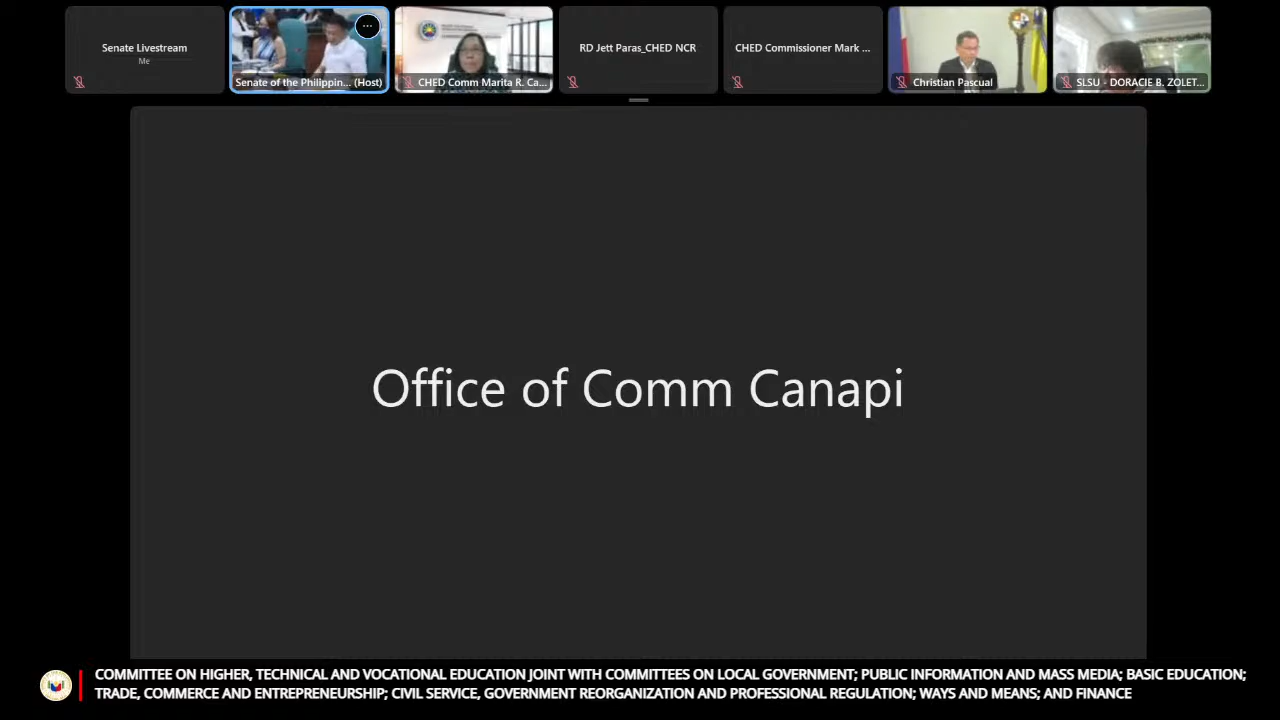 Senate Livestream
Me
Senate of the Philippin... (Host)
CHED Comm Marita R. Ca...
RD Jett Paras_CHED NCR
CHED Commissioner Mark ...
Christian Pascual
SLSU - DORACIE B. ZOLET...
Office of Comm Canapi
COMMITTEE ON HIGHER, TECHNICAL AND VOCATIONAL EDUCATION JOINT WITH COMMITTEES ON LOCAL GOVERNMENT; PUBLIC INFORMATION AND MASS MEDIA; BASIC EDUCATION;
TRADE, COMMERCE AND ENTREPRENEURSHIP; CIVIL SERVICE, GOVERNMENT REORGANIZATION AND PROFESSIONAL REGULATION; WAYS AND MEANS; AND FINANCE